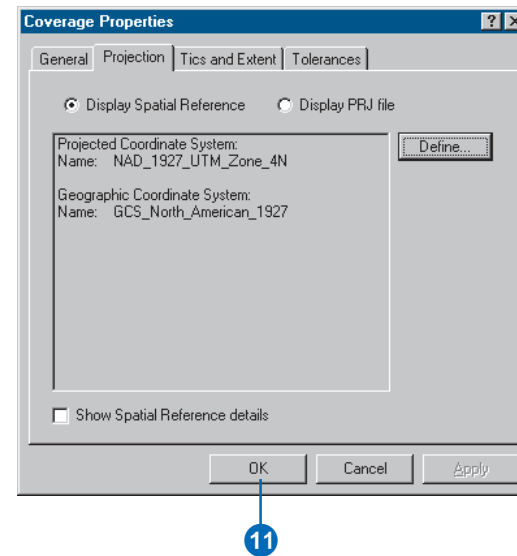 Coverage Properties
General Projection Tics and Extent Tolerances
Display Spatial Reference Display PRJ file
Projected Coordinate System:
Name: NAD_1927_UTM_Zone_4N
Define...
Geographic Coordinate System:
Name: GCS_North_American_1927
Show Spatial Reference details
OK Cancel Apply
11